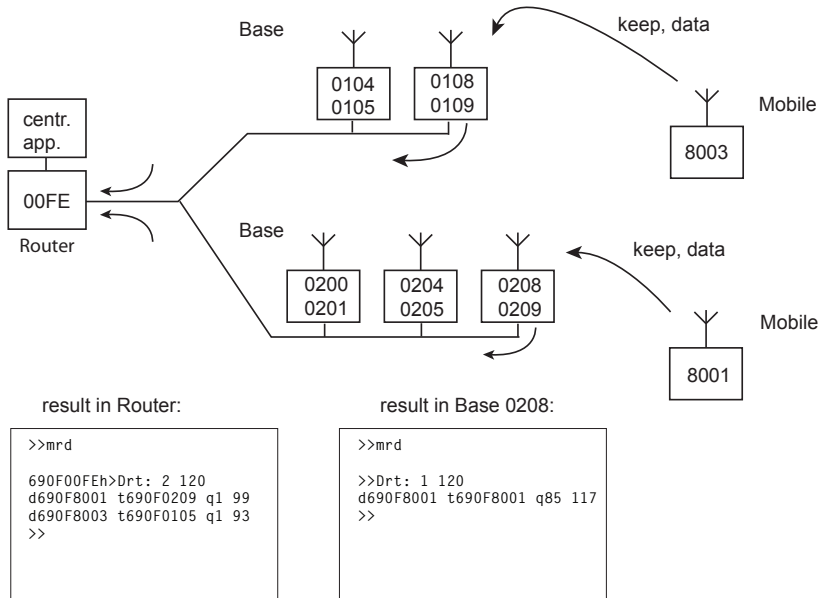 Base
keep, data
0104
0105
0108
0109
Mobile
centr.
app.
8003
00FE
Router
Base
keep, data
0200
0201
0204
0205
0208
0209
Mobile
8001
result in Router:
>>mrd
690F00FEh>Drt: 2 120
d690F8001 t690F0209 q1 99
d690F8003 t690F0105 q1 93
>>
result in Base 0208:
>>mrd
>>Drt: 1 120
d690F8001 t690F8001 q85 117
>>